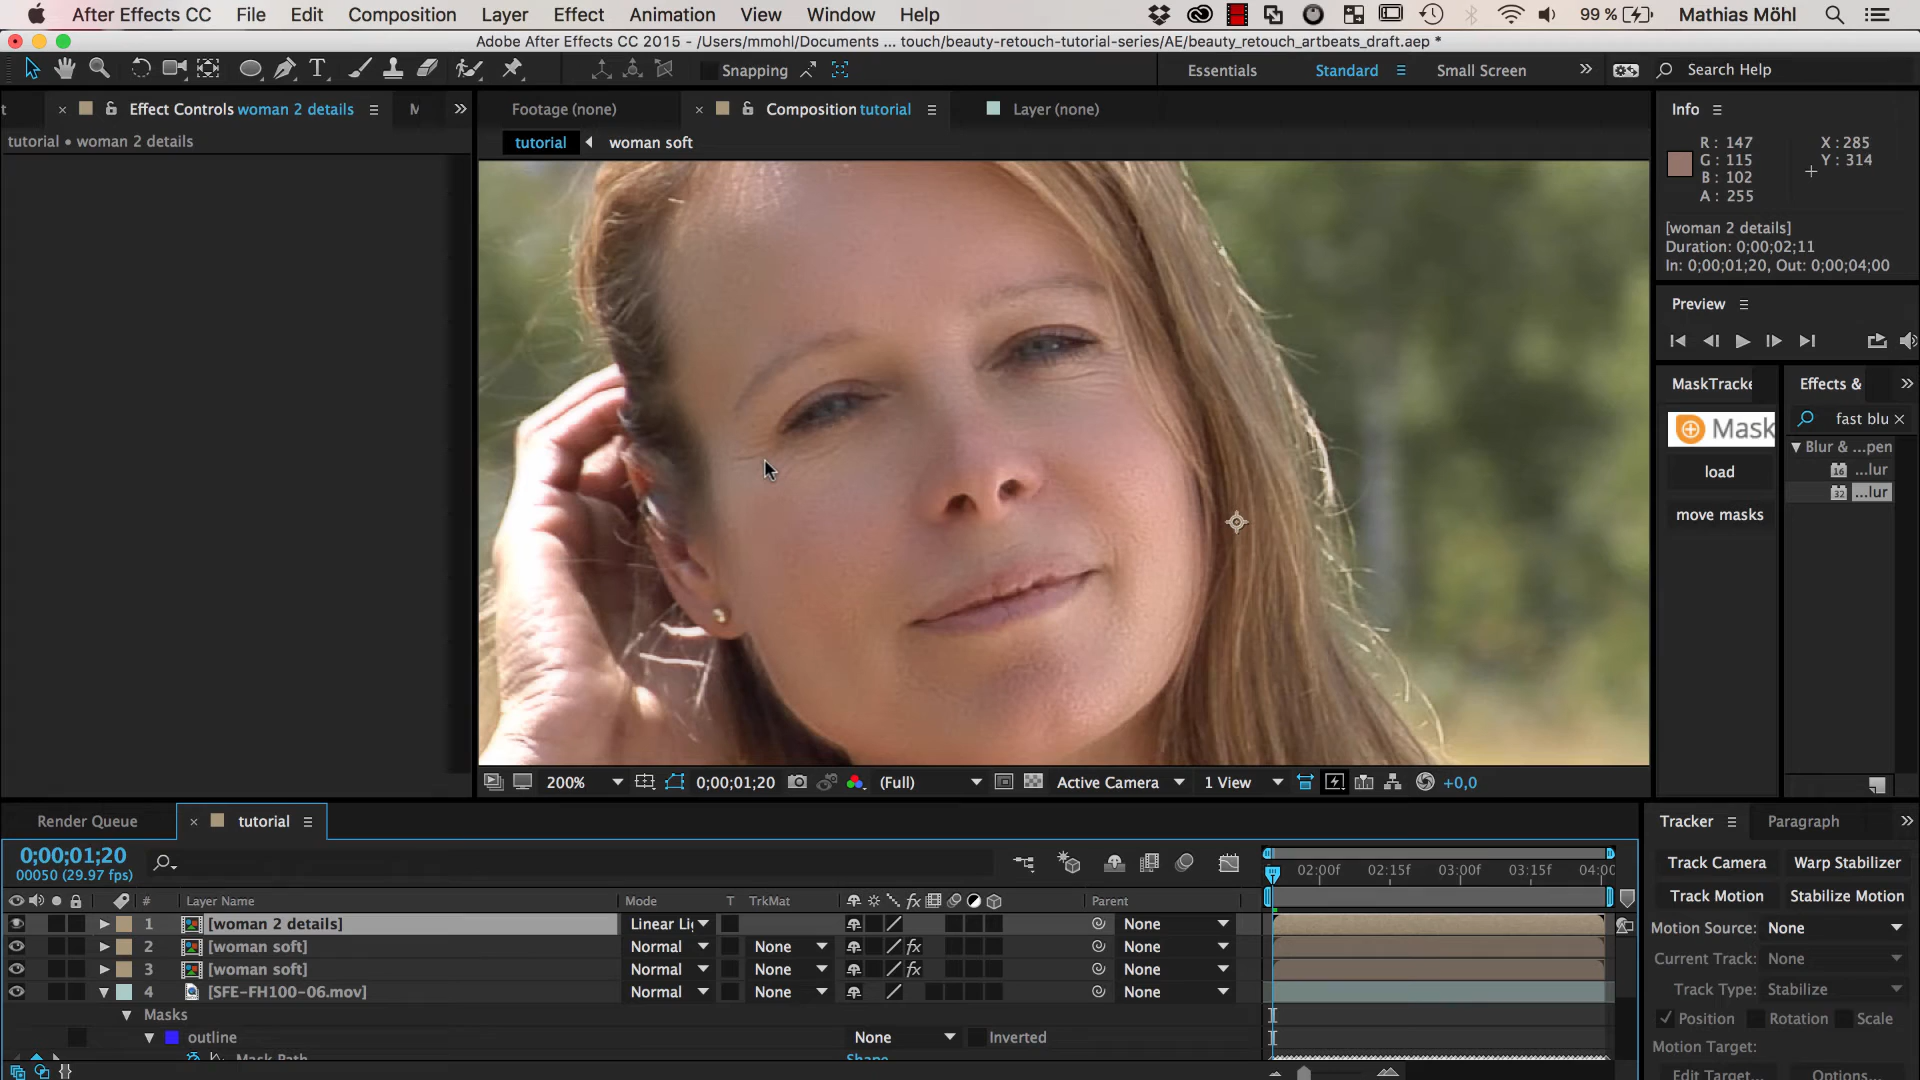 After Effects CC File Edit Composition Layer Effect Animation View Window Help 99 % Mathias Möhl
Adobe After Effects CC 2015 - /Users/mmohl/Documents ... touch/beauty-retouch-tutorial-series/AE/beauty_retouch_artbeats_draft.aep *
Snapping Essentials Standard Small Screen Search Help
Effect Controls woman 2 details
Footage (none) Composition tutorial Layer (none)
Info
tutorial • woman 2 details
tutorial woman soft
R : 147 X : 285
G : 115 Y : 314
B : 102
A : 255
[woman 2 details]
Duration: 0;00;02;11
In: 0;00;01;20, Out: 0;00;04;00
Preview
MaskTracke Effects &
fast blu
Mask
Blur & ...pen
load
...lur
...lur
move masks
200% 0;00;01;20 (Full) Active Camera 1 View +0,0
Render Queue tutorial
0;00;01;20
00050 (29.97 fps)
02:00f 02:15f 03:00f 03:15f 04:00
# Layer Name Mode T TrkMat Parent
1 [woman 2 details] Linear Li None
2 [woman soft] Normal None None
3 [woman soft] Normal None None
4 [SFE-FH100-06.mov] Normal None None
Masks
outline None Inverted
Mask Path Shape
Tracker Paragraph
Track Camera Warp Stabilizer
Track Motion Stabilize Motion
Motion Source: None
Current Track: None
Track Type: Stabilize
Position Rotation Scale
Motion Target:
Edit Target... Options...